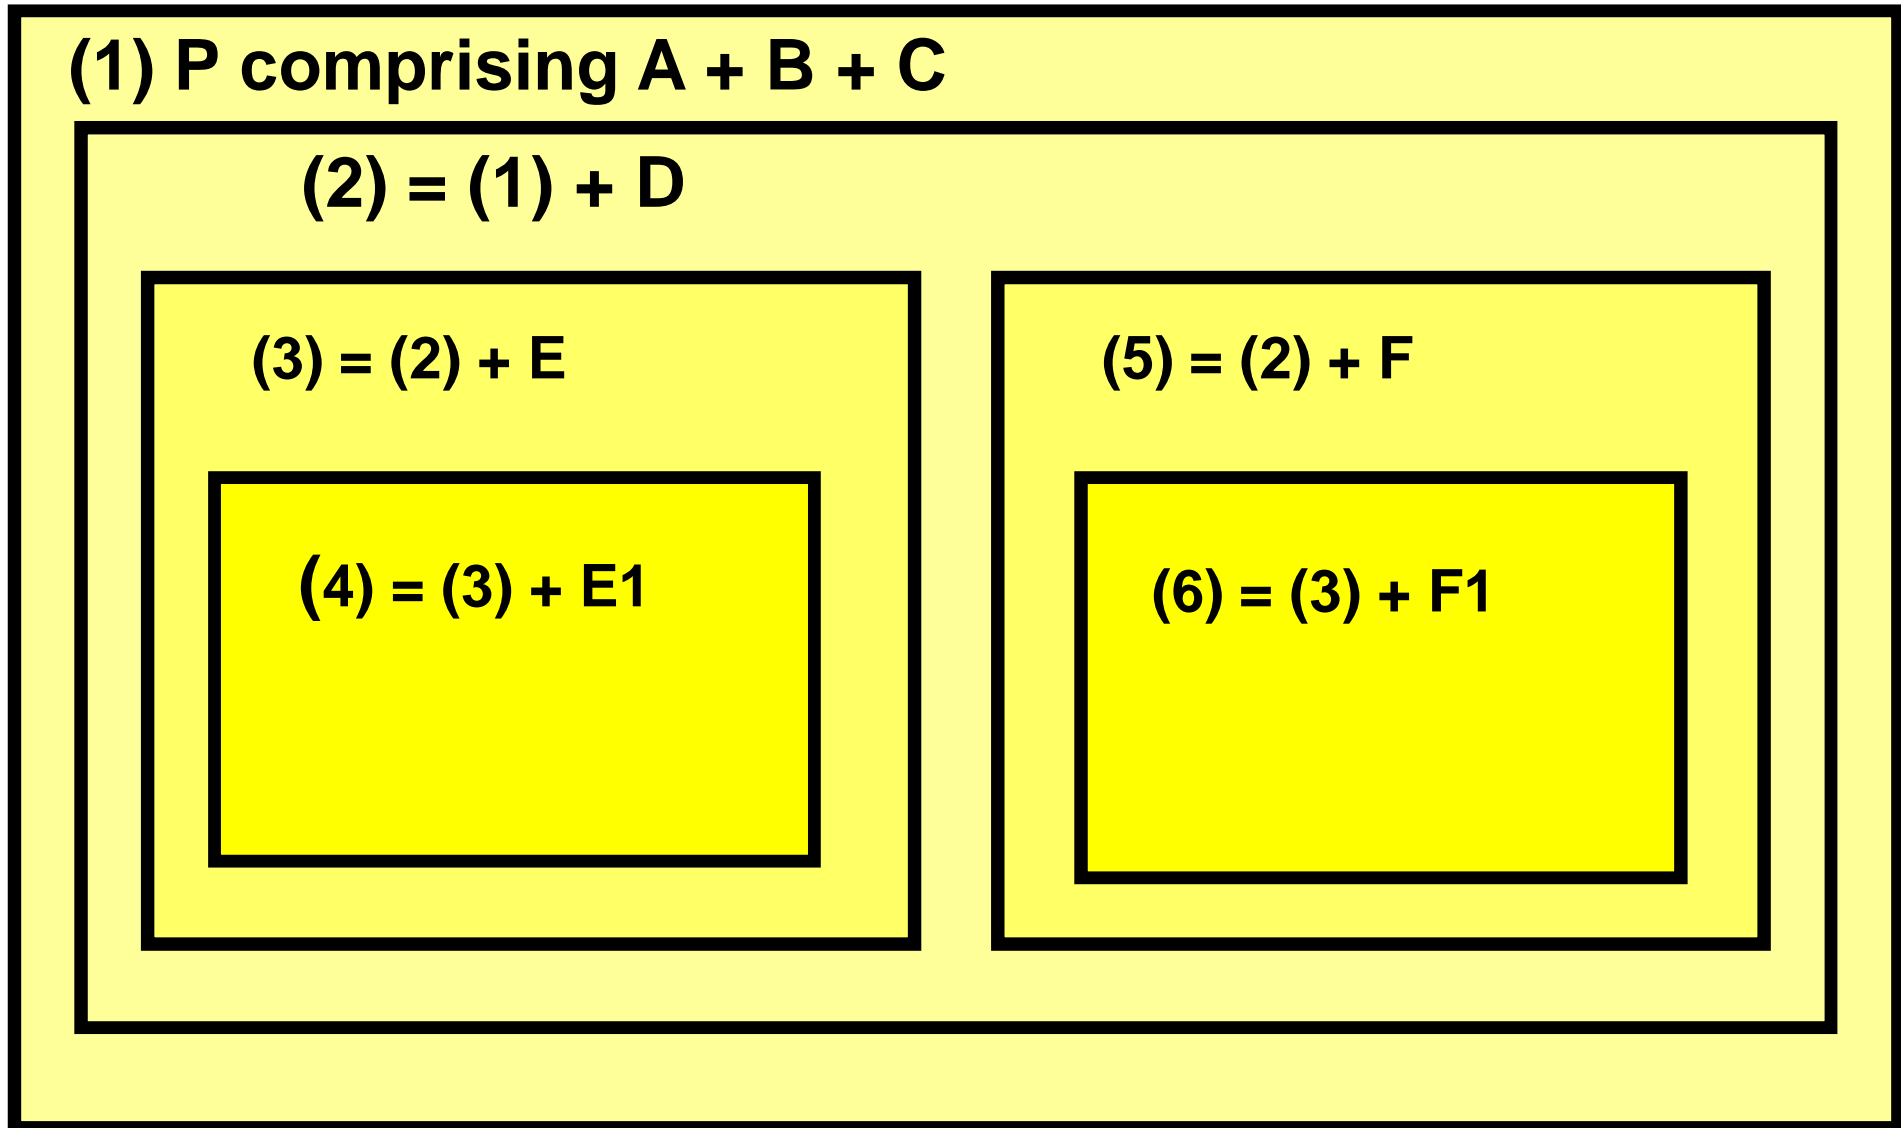 (1) P comprising A + B + C
(2) = (1) + D
(3) = (2) + E
(5) = (2) + F
(4) = (3) + E1
(6) = (3) + F1